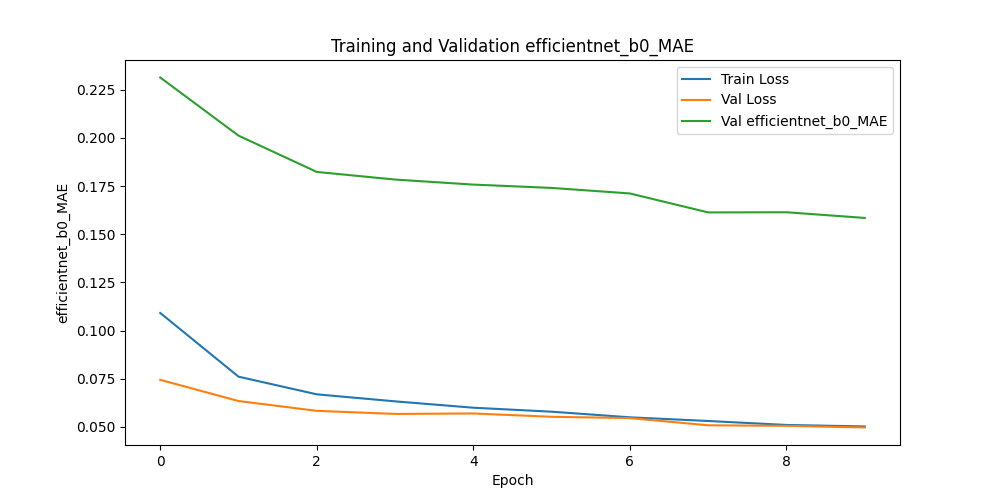 Training and Validation efficientnet_b0_MAE
Train Loss
Val Loss
Val efficientnet_b0_MAE
efficientnet_b0_MAE
0.225
0.200
0.175
0.150
0.125
0.100
0.075
0.050
0 2 4 6 8
Epoch